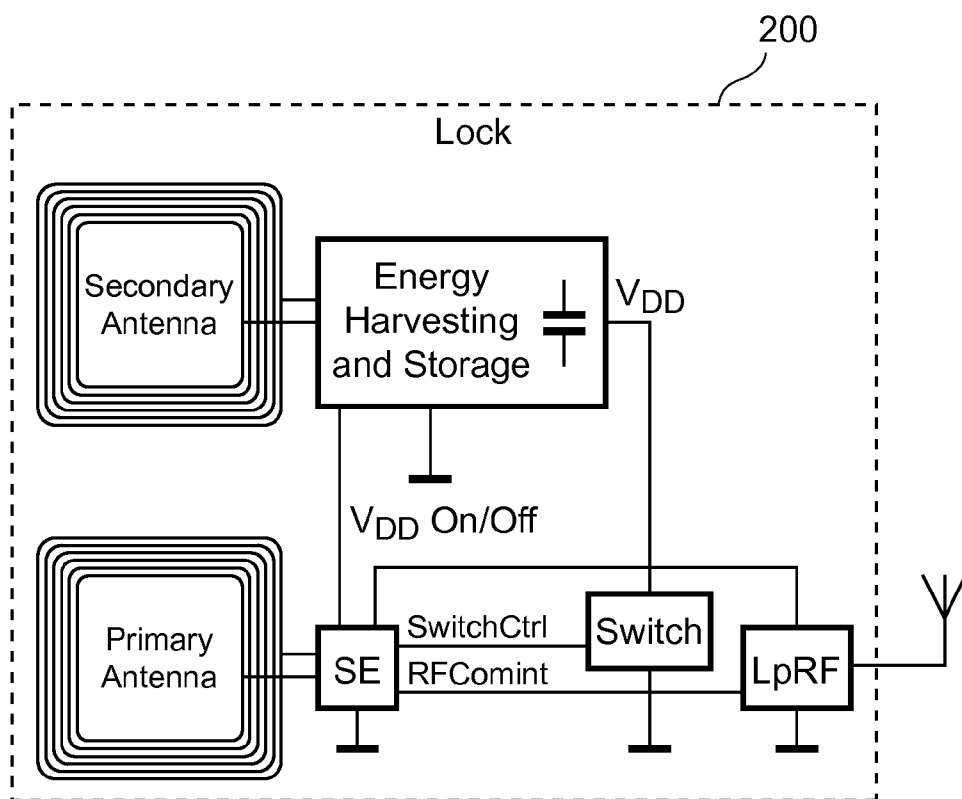 200
Lock
Secondary
Antenna
Energy
Harvesting
and Storage
VDD
VDD On/Off
Primary
Antenna
SE
SwitchCtrl
RFComint
Switch
LpRF